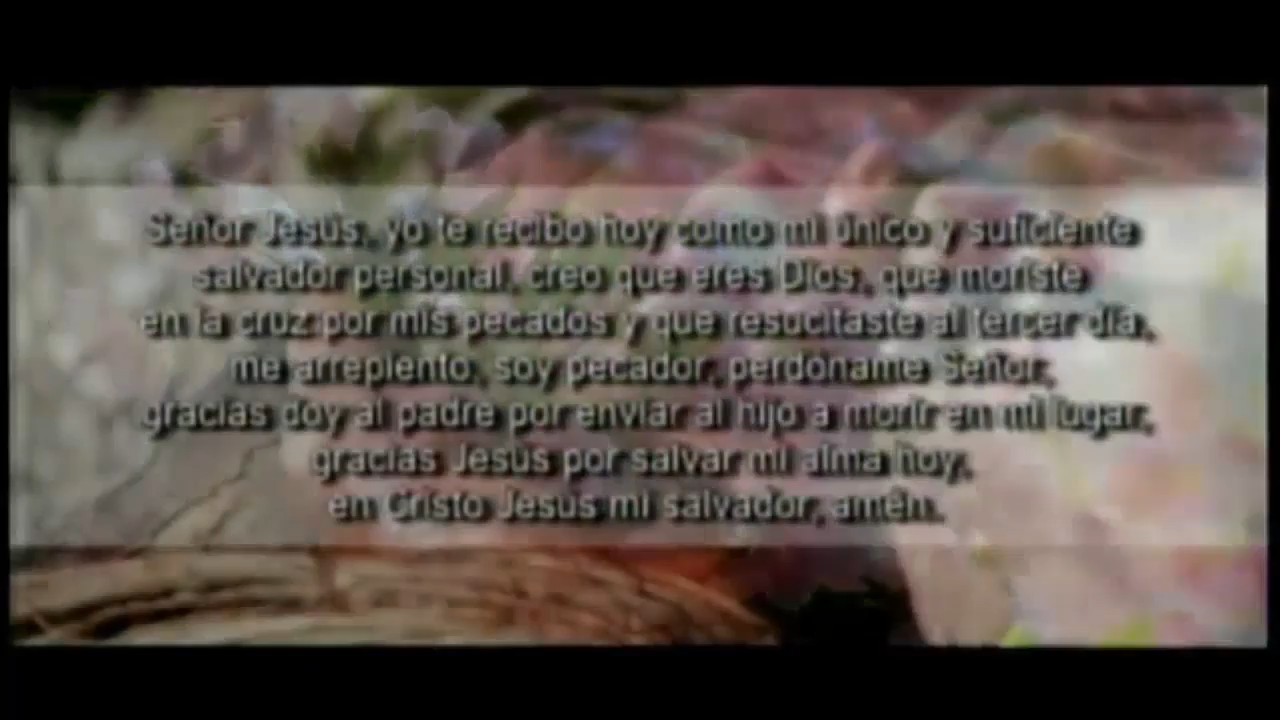 Señor Jesús, yo te recibo hoy como mi único y suficiente
salvador personal, creo que eres Dios, que moriste
en la cruz por mis pecados y que resucitaste al tercer día,
me arrepiento, soy pecador, perdóname Señor,
gracias doy al padre por enviar al hijo a morir en mi lugar,
gracias Jesús por salvar mi alma hoy,
en Cristo Jesús mi salvador, amén.